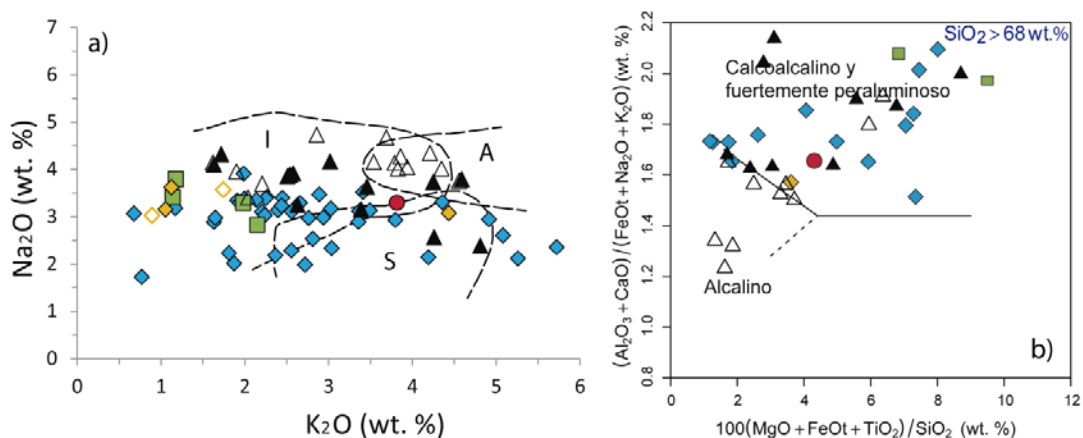 a)
7
6
5
4
3
2
1
0
Na₂O (wt. %)
I
A
S
0 1 2 3 4 5 6
K₂O (wt. %)
2.2
2.0
1.8
1.6
1.4
1.2
1.0
0.8
(Al₂O₃ + CaO) / (FeOt + Na₂O + K₂O) (wt. %)
SiO₂ > 68 wt.%
Calcoalcalino y
fuertemente peraluminoso
Alcalino
b)
0 2 4 6 8 10 12
100(MgO + FeOt + TiO₂) / SiO₂ (wt. %)